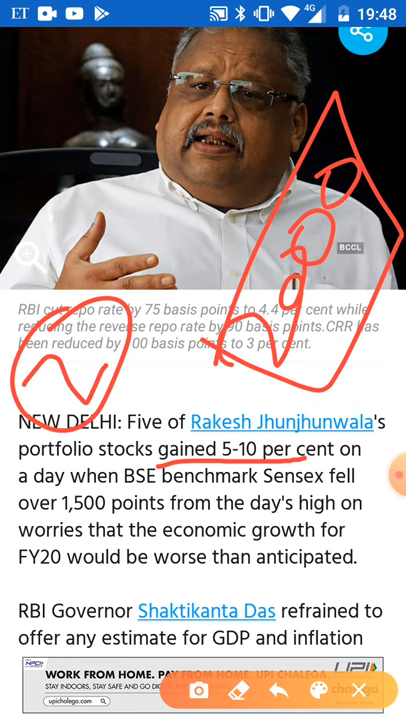 ET 4G 19:48
BCCL
RBI cut repo rate by 75 basis points to 4.4 per cent while
reducing the reverse repo rate by 90 basis points.CRR has
been reduced by 100 basis points to 3 per cent.
NEW DELHI: Five of Rakesh Jhunjhunwala's
portfolio stocks gained 5-10 per cent on
a day when BSE benchmark Sensex fell
over 1,500 points from the day's high on
worries that the economic growth for
FY20 would be worse than anticipated.
RBI Governor Shaktikanta Das refrained to
offer any estimate for GDP and inflation
NPCI
WORK FROM HOME. PAY FROM HOME. UPI CHALEGA.
STAY INDOORS, STAY SAFE AND GO
upichalega.com
UPI
chalega